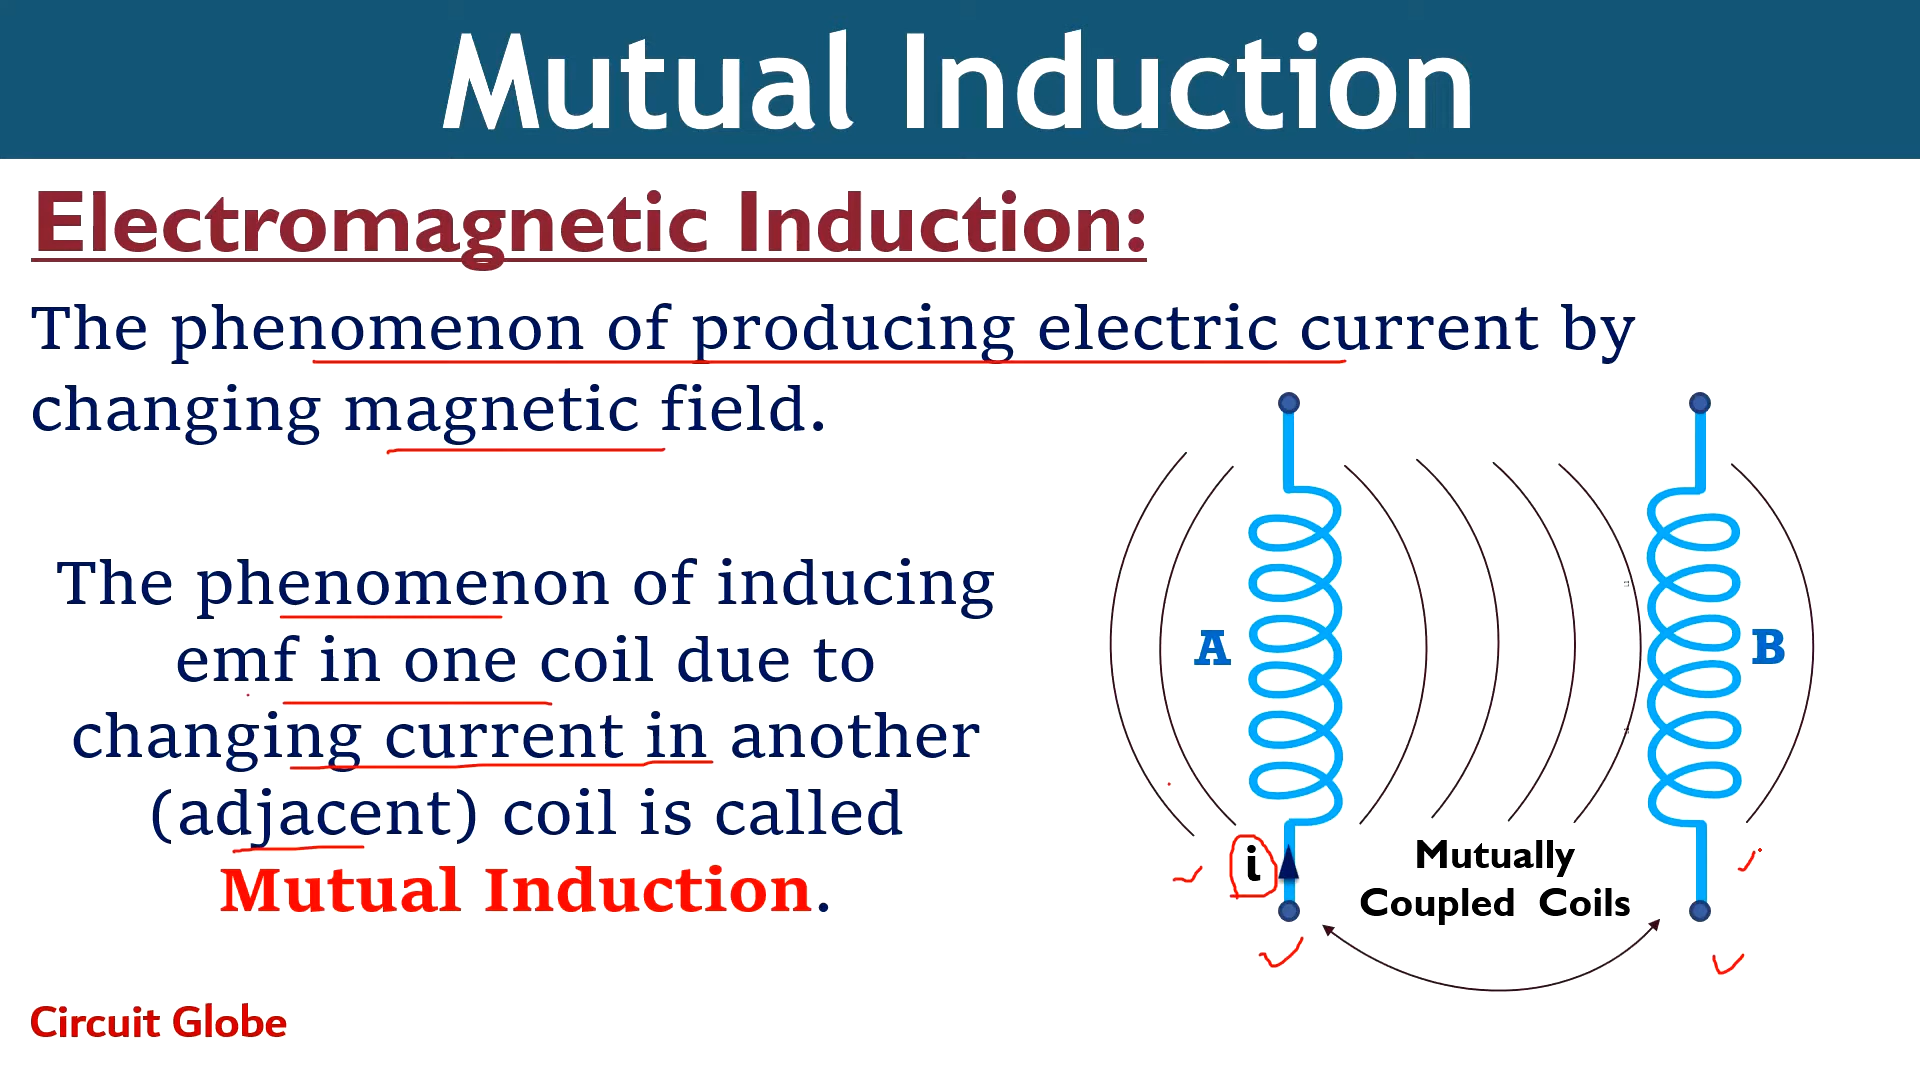 Mutual Induction
Electromagnetic Induction:
The phenomenon of producing electric current by
changing magnetic field.
The phenomenon of inducing
emf in one coil due to
changing current in another
(adjacent) coil is called
Mutual Induction.
A
B
i
Mutually
Coupled Coils
Circuit Globe